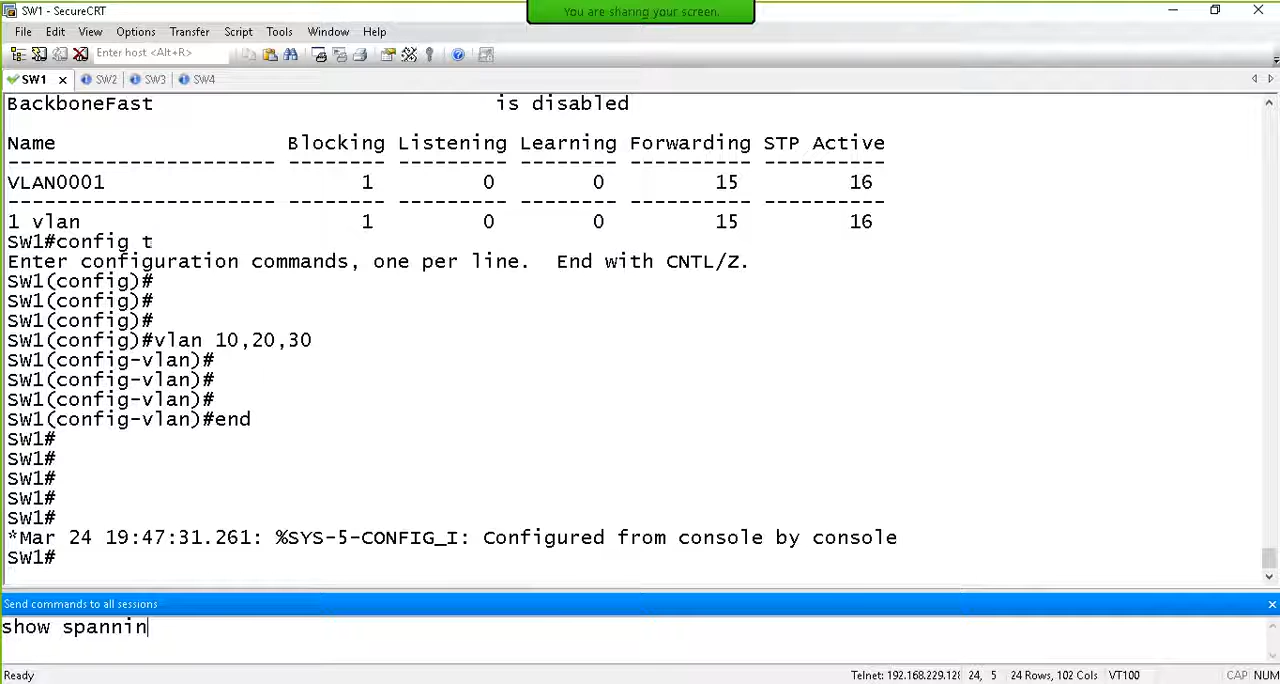 SW1 - SecureCRT
You are sharing your screen.
File Edit View Options Transfer Script Tools Window Help
Enter host <Alt+R>
SW1 SW2 SW3 SW4
BackboneFast is disabled
Name Blocking Listening Learning Forwarding STP Active
---------------------- -------- --------- -------- ---------- ----------
VLAN0001 1 0 0 15 16
---------------------- -------- --------- -------- ---------- ----------
1 vlan 1 0 0 15 16
SW1#config t
Enter configuration commands, one per line. End with CNTL/Z.
SW1(config)#
SW1(config)#
SW1(config)#
SW1(config)#vlan 10,20,30
SW1(config-vlan)#
SW1(config-vlan)#
SW1(config-vlan)#
SW1(config-vlan)#end
SW1#
SW1#
SW1#
SW1#
SW1#
*Mar 24 19:47:31.261: %SYS-5-CONFIG_I: Configured from console by console
SW1#
Send commands to all sessions
show spannin
Ready Telnet: 192.168.229.128 24, 5 24 Rows, 102 Cols VT100 CAP NUM